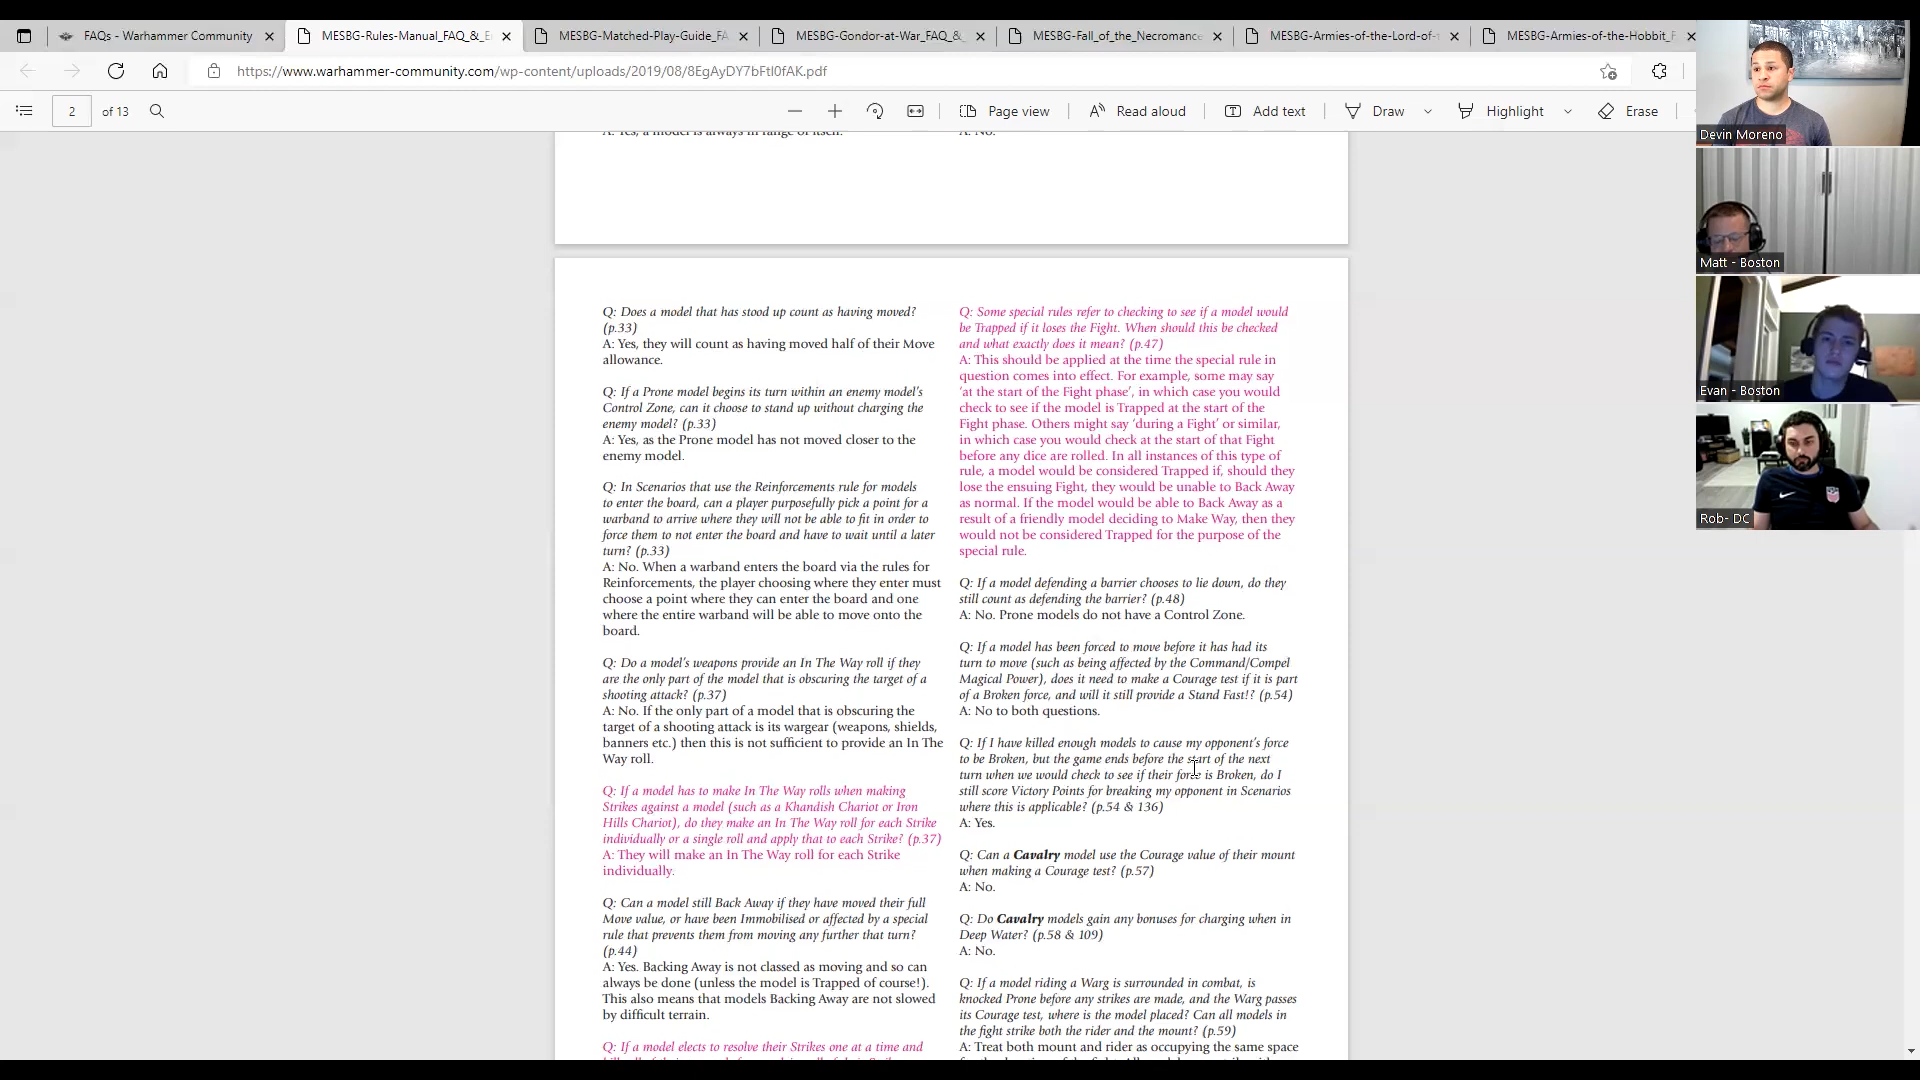 FAQs - Warhammer Community
MESBG-Rules-Manual_FAQ_&_E
MESBG-Matched-Play-Guide_FA
MESBG-Gondor-at-War_FAQ_&_
MESBG-Fall_of_the_Necromance
MESBG-Armies-of-the-Lord-of-t
MESBG-Armies-of-the-Hobbit_F
https://www.warhammer-community.com/wp-content/uploads/2019/08/8EgAyDY7bFtI0fAK.pdf
2 of 13
Page view
Read aloud
Add text
Draw
Highlight
Erase
A: Yes, a model is always in range of itself.
A: No.
Q: Does a model that has stood up count as having moved?
(p.33)
A: Yes, they will count as having moved half of their Move
allowance.
Q: If a Prone model begins its turn within an enemy model's
Control Zone, can it choose to stand up without charging the
enemy model? (p.33)
A: Yes, as the Prone model has not moved closer to the
enemy model.
Q: In Scenarios that use the Reinforcements rule for models
to enter the board, can a player purposefully pick a point for a
warband to arrive where they will not be able to fit in order to
force them to not enter the board and have to wait until a later
turn? (p.33)
A: No. When a warband enters the board via the rules for
Reinforcements, the player choosing where they enter must
choose a point where they can enter the board and one
where the entire warband will be able to move onto the
board.
Q: Do a model's weapons provide an In The Way roll if they
are the only part of the model that is obscuring the target of a
shooting attack? (p.37)
A: No. If the only part of a model that is obscuring the
target of a shooting attack is its wargear (weapons, shields,
banners etc.) then this is not sufficient to provide an In The
Way roll.
Q: If a model has to make In The Way rolls when making
Strikes against a model (such as a Khandish Chariot or Iron
Hills Chariot), do they make an In The Way roll for each Strike
individually or a single roll and apply that to each Strike? (p.37)
A: They will make an In The Way roll for each Strike
individually.
Q: Can a model still Back Away if they have moved their full
Move value, or have been Immobilised or affected by a special
rule that prevents them from moving any further that turn?
(p.44)
A: Yes. Backing Away is not classed as moving and so can
always be done (unless the model is Trapped of course!).
This also means that models Backing Away are not slowed
by difficult terrain.
Q: If a model elects to resolve their Strikes one at a time and
Q: Some special rules refer to checking to see if a model would
be Trapped if it loses the Fight. When should this be checked
and what exactly does it mean? (p.47)
A: This should be applied at the time the special rule in
question comes into effect. For example, some may say
'at the start of the Fight phase', in which case you would
check to see if the model is Trapped at the start of the
Fight phase. Others might say 'during a Fight' or similar,
in which case you would check at the start of that Fight
before any dice are rolled. In all instances of this type of
rule, a model would be considered Trapped if, should they
lose the ensuing Fight, they would be unable to Back Away
as normal. If the model would be able to Back Away as a
result of a friendly model deciding to Make Way, then they
would not be considered Trapped for the purpose of the
special rule.
Q: If a model defending a barrier chooses to lie down, do they
still count as defending the barrier? (p.48)
A: No. Prone models do not have a Control Zone.
Q: If a model has been forced to move before it has had its
turn to move (such as being affected by the Command/Compel
Magical Power), does it need to make a Courage test if it is part
of a Broken force, and will it still provide a Stand Fast!? (p.54)
A: No to both questions.
Q: If I have killed enough models to cause my opponent's force
to be Broken, but the game ends before the start of the next
turn when we would check to see if their force is Broken, do I
still score Victory Points for breaking my opponent in Scenarios
where this is applicable? (p.54 & 136)
A: Yes.
Q: Can a Cavalry model use the Courage value of their mount
when making a Courage test? (p.57)
A: No.
Q: Do Cavalry models gain any bonuses for charging when in
Deep Water? (p.58 & 109)
A: No.
Q: If a model riding a Warg is surrounded in combat, is
knocked Prone before any strikes are made, and the Warg passes
its Courage test, where is the model placed? Can all models in
the fight strike both the rider and the mount? (p.59)
A: Treat both mount and rider as occupying the same space
Devin Moreno
Matt - Boston
Evan - Boston
Rob- DC